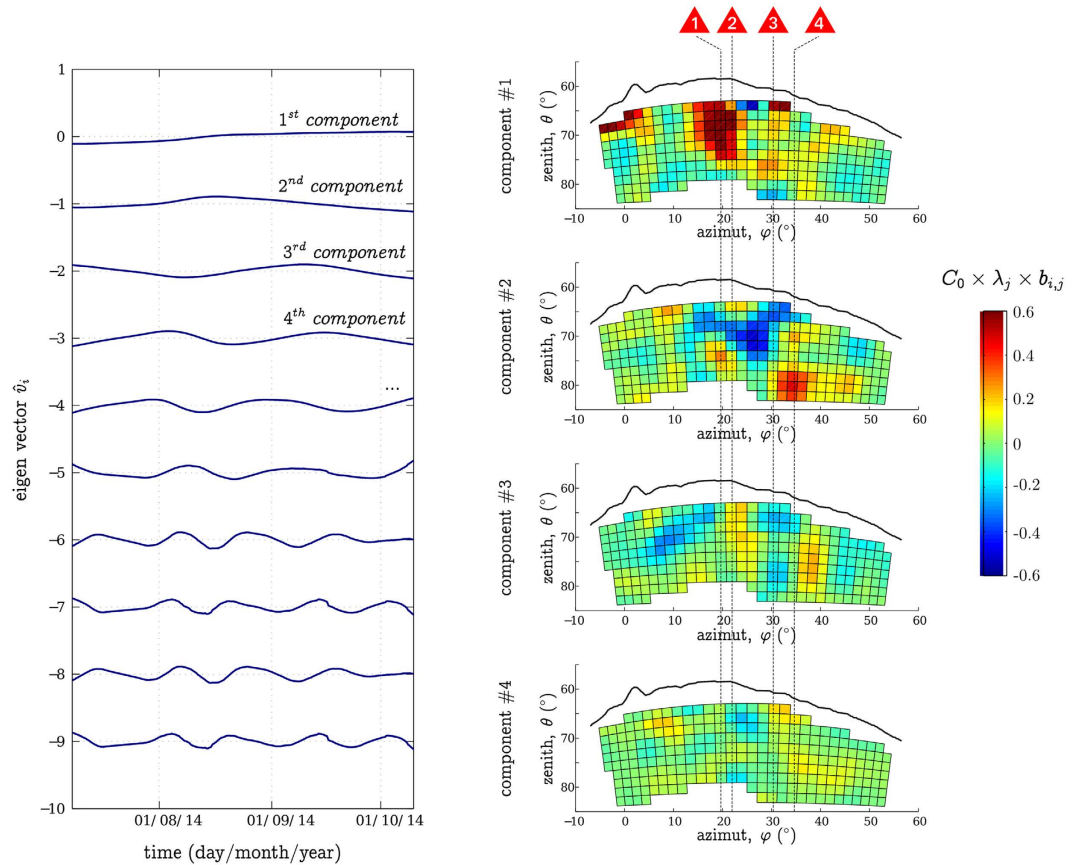 1 2 3 4
1
0
−1
−2
−3
−4
−5
−6
−7
−8
−9
−10
eigen vector v̂i
1st component
2nd component
3rd component
4th component
...
01/ 08/ 14 01/ 09/ 14 01/ 10/ 14
time (day/month/year)
component #1
zenith, θ (°)
60
70
80
−10 0 10 20 30 40 50 60
azimut, φ (°)
component #2
zenith, θ (°)
60
70
80
−10 0 10 20 30 40 50 60
azimut, φ (°)
component #3
zenith, θ (°)
60
70
80
−10 0 10 20 30 40 50 60
azimut, φ (°)
component #4
zenith, θ (°)
60
70
80
−10 0 10 20 30 40 50 60
azimut, φ (°)
C0 × λj × bi,j
0.6
0.4
0.2
0
-0.2
-0.4
-0.6